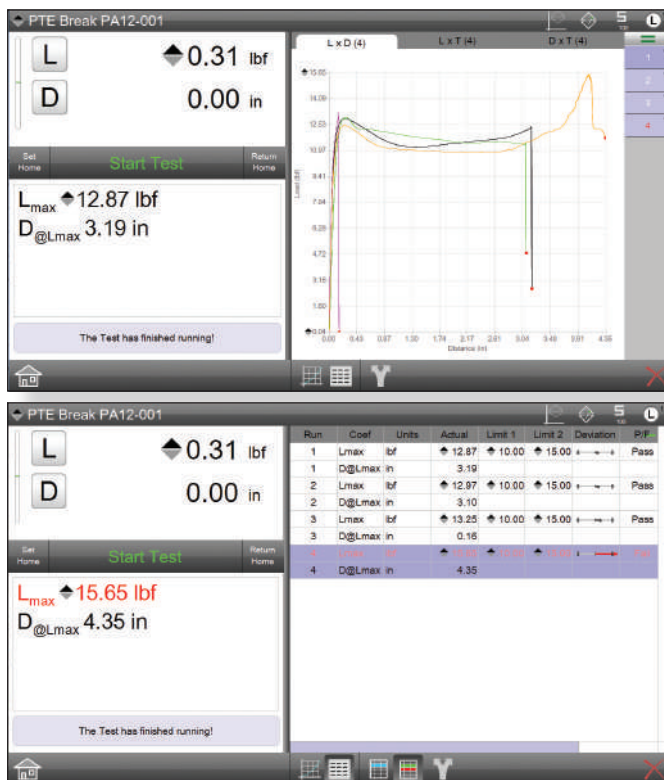 PTE Break PA12-001
L
L
0.31 lbf
D
0.00 in
Set Home
Start Test
Return Home
Lmax 12.87 lbf
D@Lmax 3.19 in
The Test has finished running!
L x D (4)
L x T (4)
D x T (4)
1
2
3
4
15.65
14.09
12.53
10.97
9.41
7.84
6.28
4.72
3.16
1.60
0.04
Load (lbf)
0.00 0.43 0.87 1.30 1.74 2.17 2.61 3.04 3.48 3.91 4.35
Distance (in)
PTE Break PA12-001
L
L
0.31 lbf
D
0.00 in
Set Home
Start Test
Return Home
Lmax 15.65 lbf
D@Lmax 4.35 in
The Test has finished running!
Run Coef Units Actual Limit 1 Limit 2 Deviation P/F
1 Lmax lbf 12.87 10.00 15.00 Pass
1 D@Lmax in 3.19
2 Lmax lbf 12.97 10.00 15.00 Pass
2 D@Lmax in 3.10
3 Lmax lbf 13.25 10.00 15.00 Pass
3 D@Lmax in 0.16
4 D@Lmax in 4.35